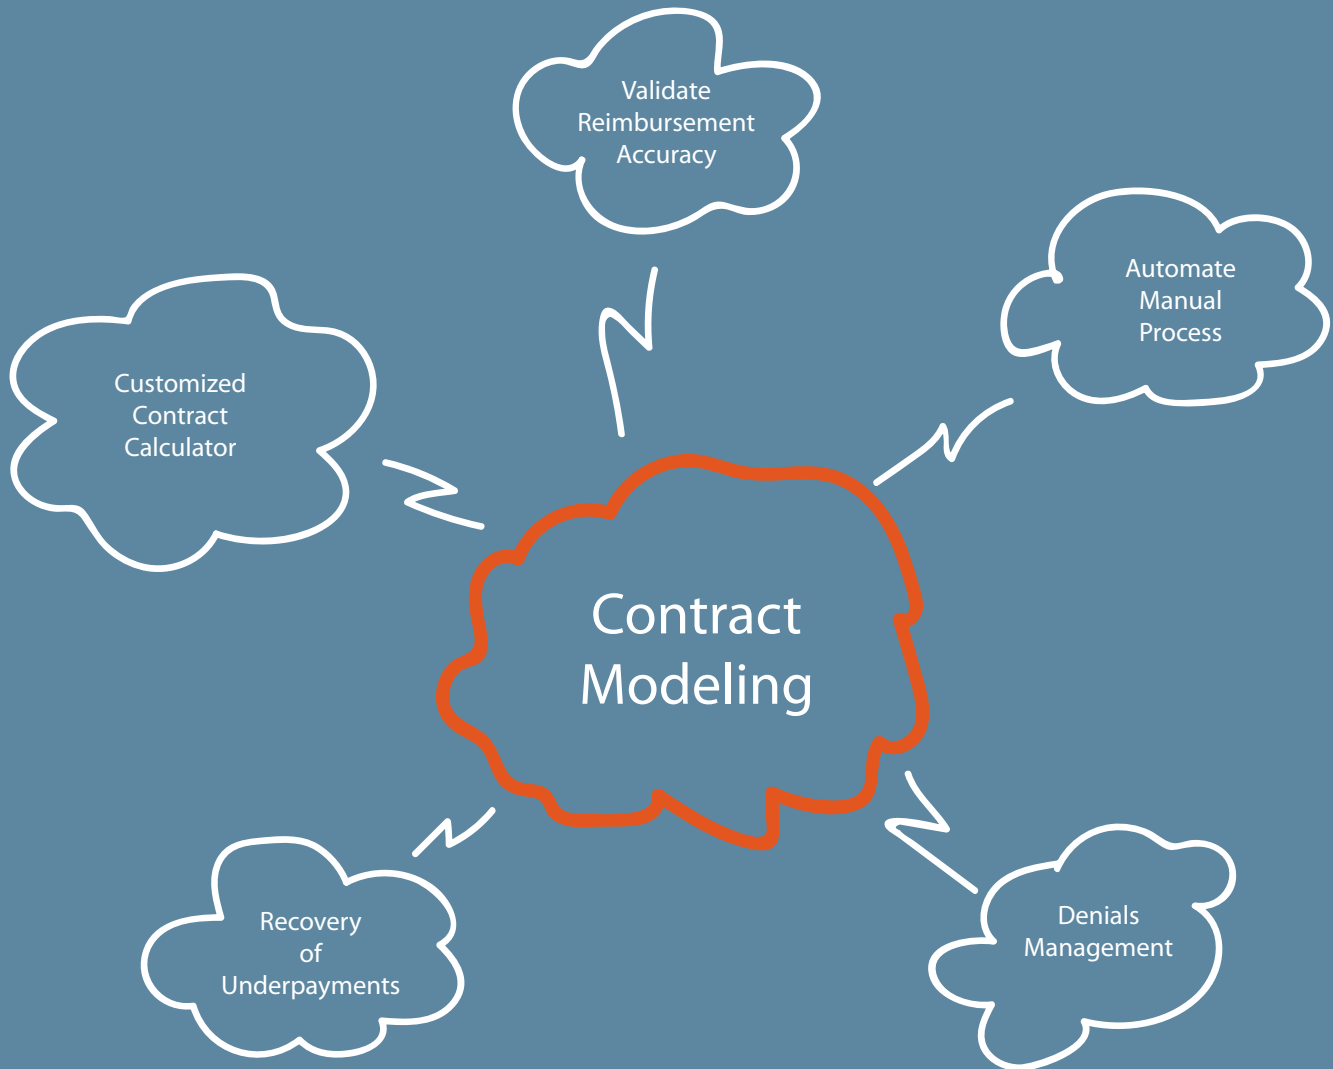 Validate
Reimbursement
Accuracy
Automate
Manual
Process
Customized
Contract
Calculator
Contract
Modeling
Recovery
of
Underpayments
Denials
Management